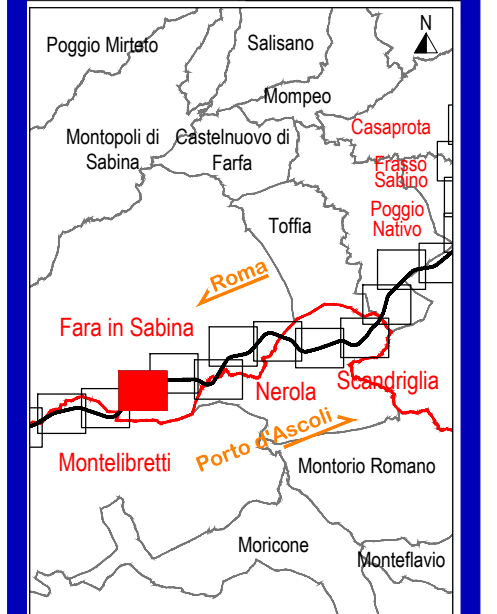 N
Poggio Mirteto
Salisano
Mompeo
Casaprota
Montopoli di
Sabina
Castelnuovo di
Farfa
Frasso
Sabino
Poggio
Nativo
Toffia
Roma
Fara in Sabina
Nerola
Scandriglia
Porto d'Ascoli
Montelibretti
Montorio Romano
Moricone
Monteflavio